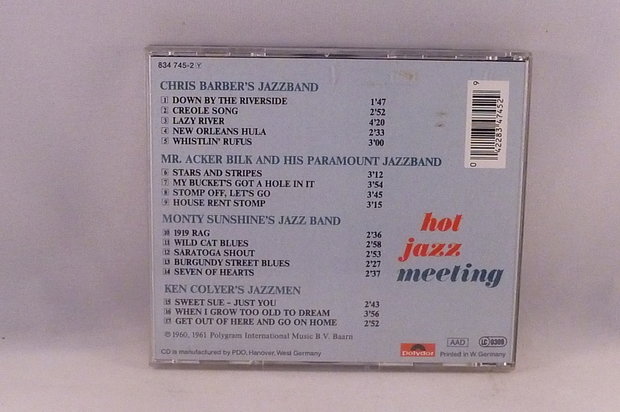 834 745-2 Y
CHRIS BARBER'S JAZZBAND
1 DOWN BY THE RIVERSIDE 1'47
2 CREOLE SONG 2'52
3 LAZY RIVER 4'20
4 NEW ORLEANS HULA 2'33
5 WHISTLIN' RUFUS 3'00
MR. ACKER BILK AND HIS PARAMOUNT JAZZBAND
6 STARS AND STRIPES 3'12
7 MY BUCKET'S GOT A HOLE IN IT 3'54
8 STOMP OFF, LET'S GO 3'45
9 HOUSE RENT STOMP 3'15
MONTY SUNSHINE'S JAZZ BAND
10 1919 RAG 2'36
11 WILD CAT BLUES 2'58
12 SARATOGA SHOUT 2'53
13 BURGUNDY STREET BLUES 2'27
14 SEVEN OF HEARTS 2'37
KEN COLYER'S JAZZMEN
15 SWEET SUE – JUST YOU 2'43
16 WHEN I GROW TOO OLD TO DREAM 3'56
17 GET OUT OF HERE AND GO ON HOME 2'52
℗ 1960, 1961 Polygram International Music B.V. Baarn
CD is manufactured by PDO, Hanover, West Germany
0 42283 47452 9
hot
jazz
meeting
Polydor
AAD
LC 0309
Printed in W. Germany